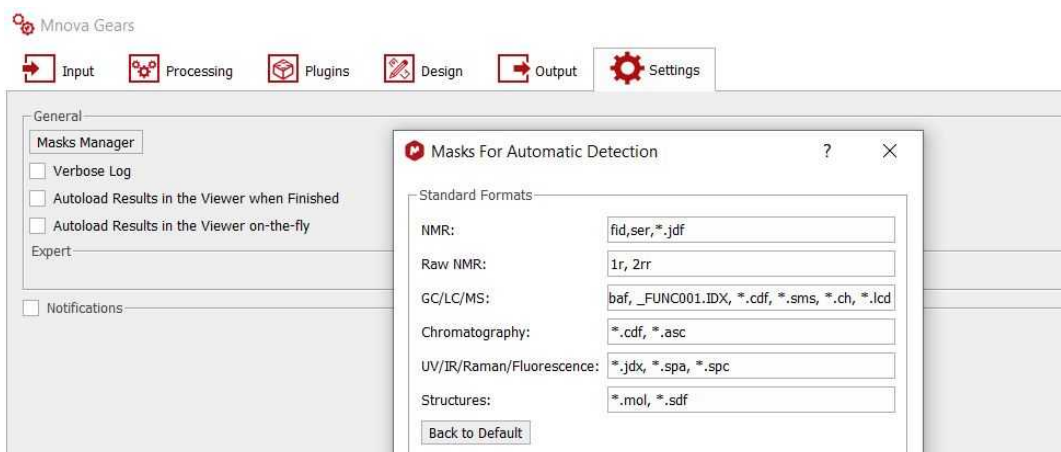 Mnova Gears
Input Processing Plugins Design Output Settings
General
Masks Manager
Verbose Log
Autoload Results in the Viewer when Finished
Autoload Results in the Viewer on-the-fly
Expert
Notifications
Masks For Automatic Detection ?
Standard Formats
NMR: fid,ser,*.jdf
Raw NMR: 1r, 2rr
GC/LC/MS: baf, _FUNC001.IDX, *.cdf, *.sms, *.ch, *.lcd
Chromatography: *.cdf, *.asc
UV/IR/Raman/Fluorescence: *.jdx, *.spa, *.spc
Structures: *.mol, *.sdf
Back to Default